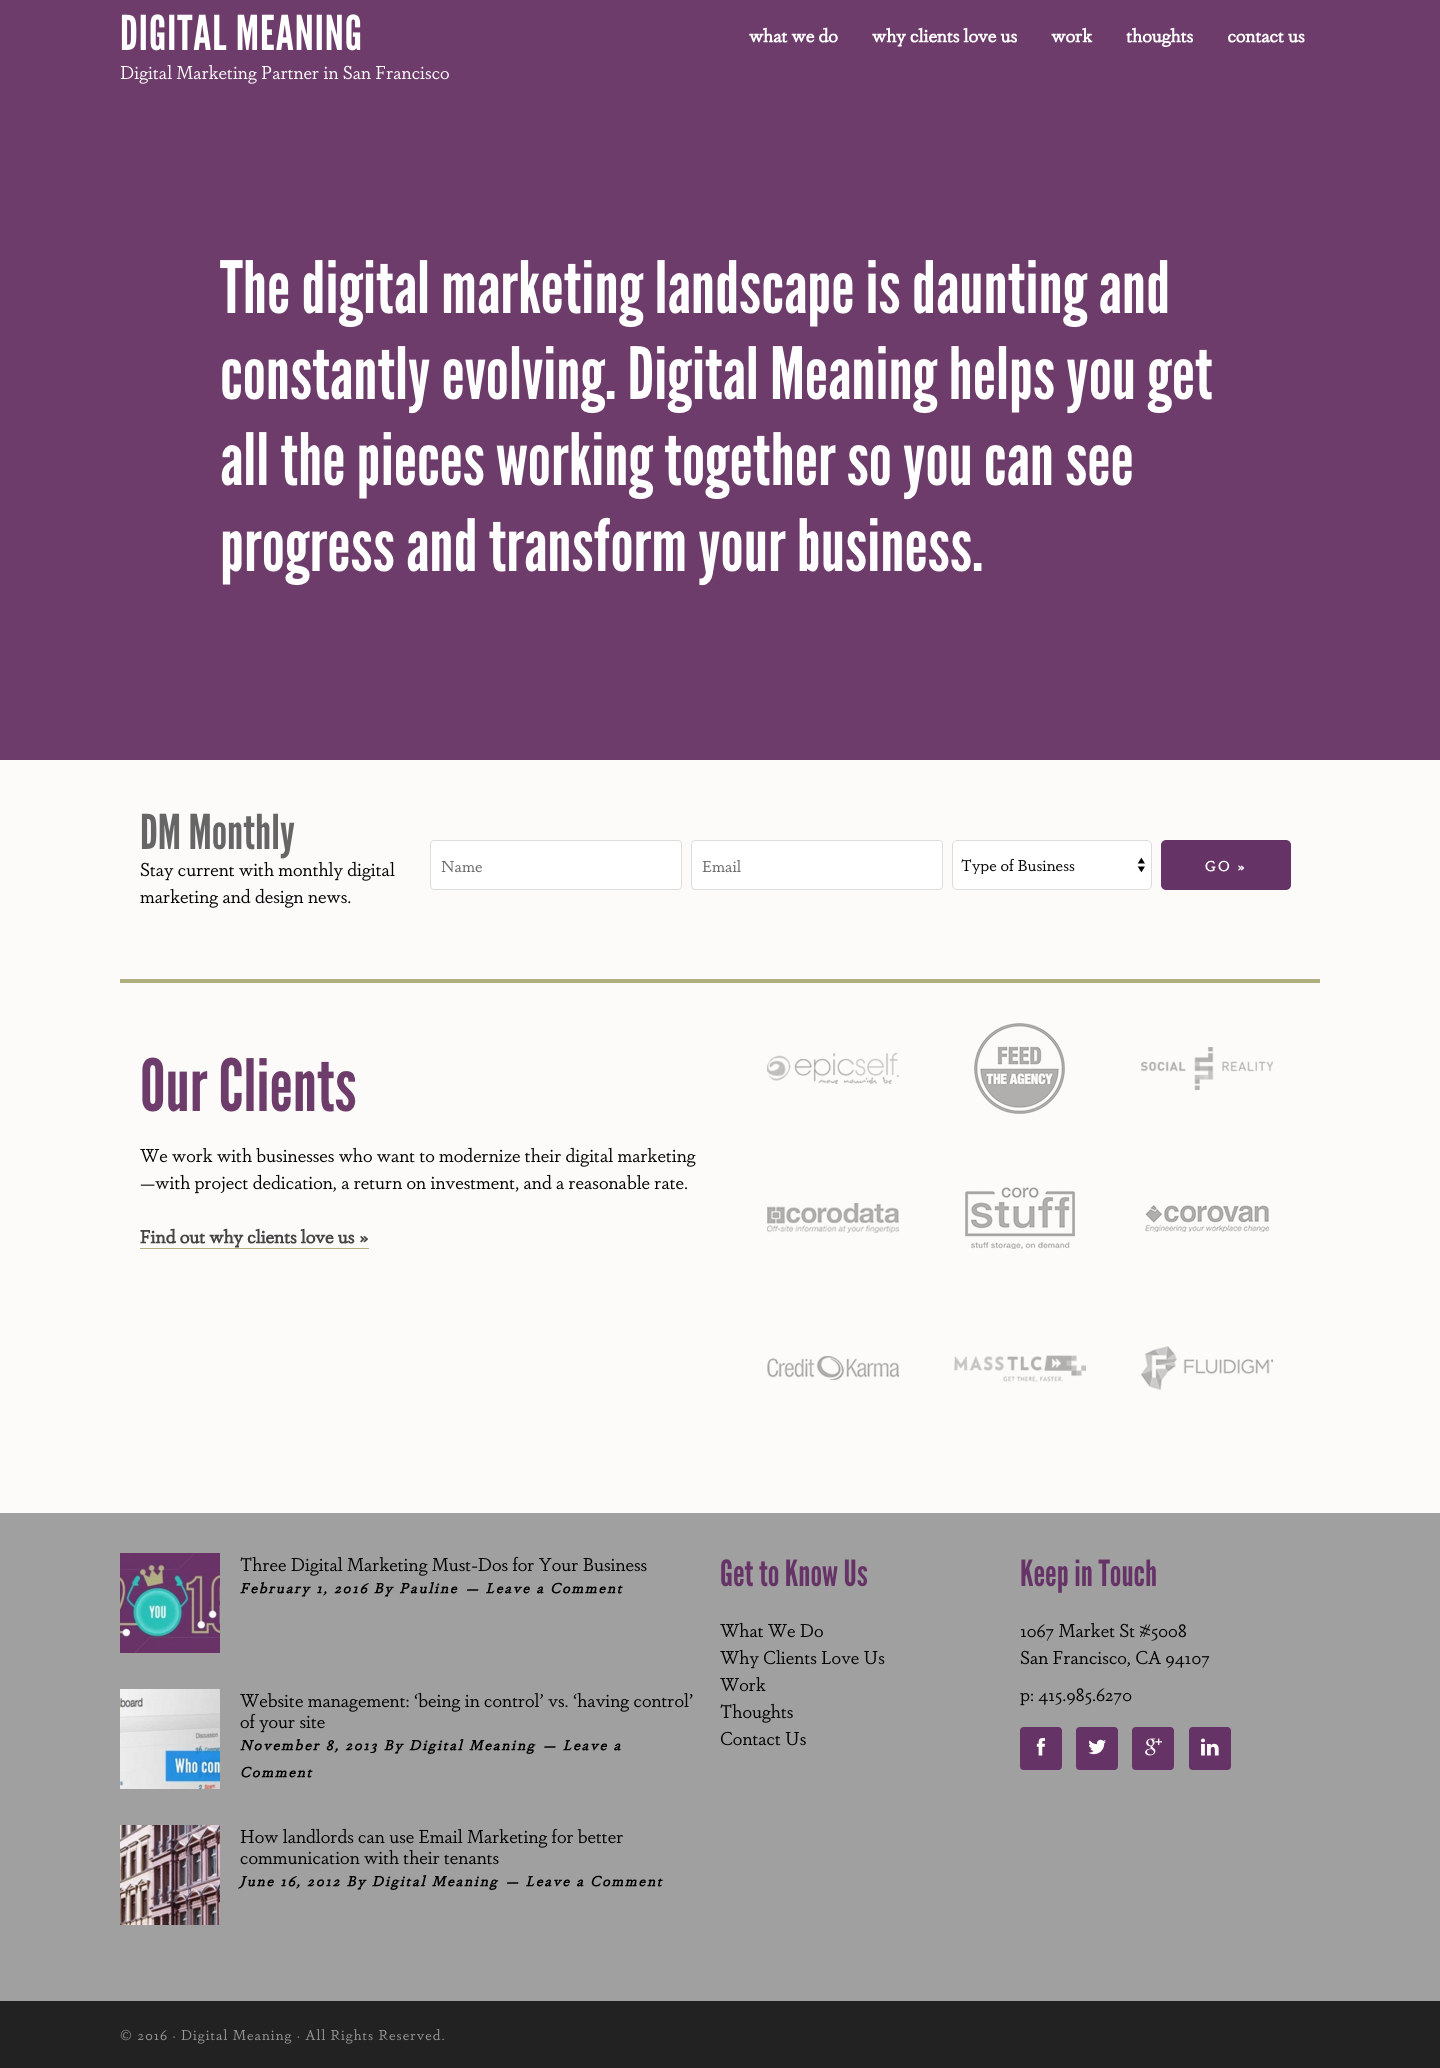 DIGITAL MEANING
what we do why clients love us work thoughts contact us
Digital Marketing Partner in San Francisco
The digital marketing landscape is daunting and
constantly evolving. Digital Meaning helps you get
all the pieces working together so you can see
progress and transform your business.
DM Monthly
Stay current with monthly digital
marketing and design news.
Name
Email
Type of Business
GO »
Our Clients
We work with businesses who want to modernize their digital marketing
—with project dedication, a return on investment, and a reasonable rate.
Find out why clients love us »
epicself
FEED
THE AGENCY
SOCIAL REALITY
corodata
Off-site information at your fingertips
coro
stuff
stuff storage, on demand
corovan
Engineering your workplace change
Credit Karma
MASSTLC
GET THERE, FASTER.
FLUIDIGM
YOU
Three Digital Marketing Must-Dos for Your Business
February 1, 2016 By Pauline — Leave a Comment
board
Discussion
Who con
Website management: ‘being in control’ vs. ‘having control’
of your site
November 8, 2013 By Digital Meaning — Leave a
Comment
How landlords can use Email Marketing for better
communication with their tenants
June 16, 2012 By Digital Meaning — Leave a Comment
Get to Know Us
What We Do
Why Clients Love Us
Work
Thoughts
Contact Us
Keep in Touch
1067 Market St #5008
San Francisco, CA 94107
p: 415.985.6270
© 2016 · Digital Meaning · All Rights Reserved.